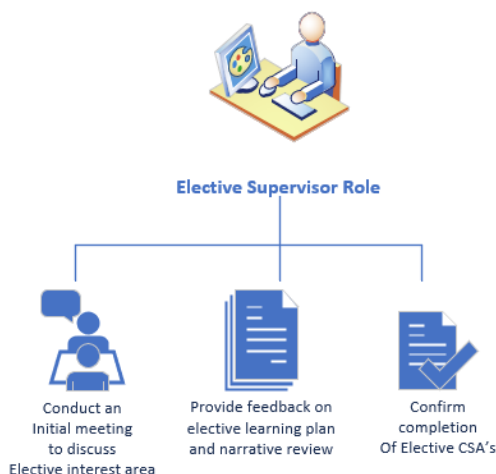 Elective Supervisor Role
Conduct an
Initial meeting
to discuss
Elective interest area
Provide feedback on
elective learning plan
and narrative review
Confirm
completion
Of Elective CSA's